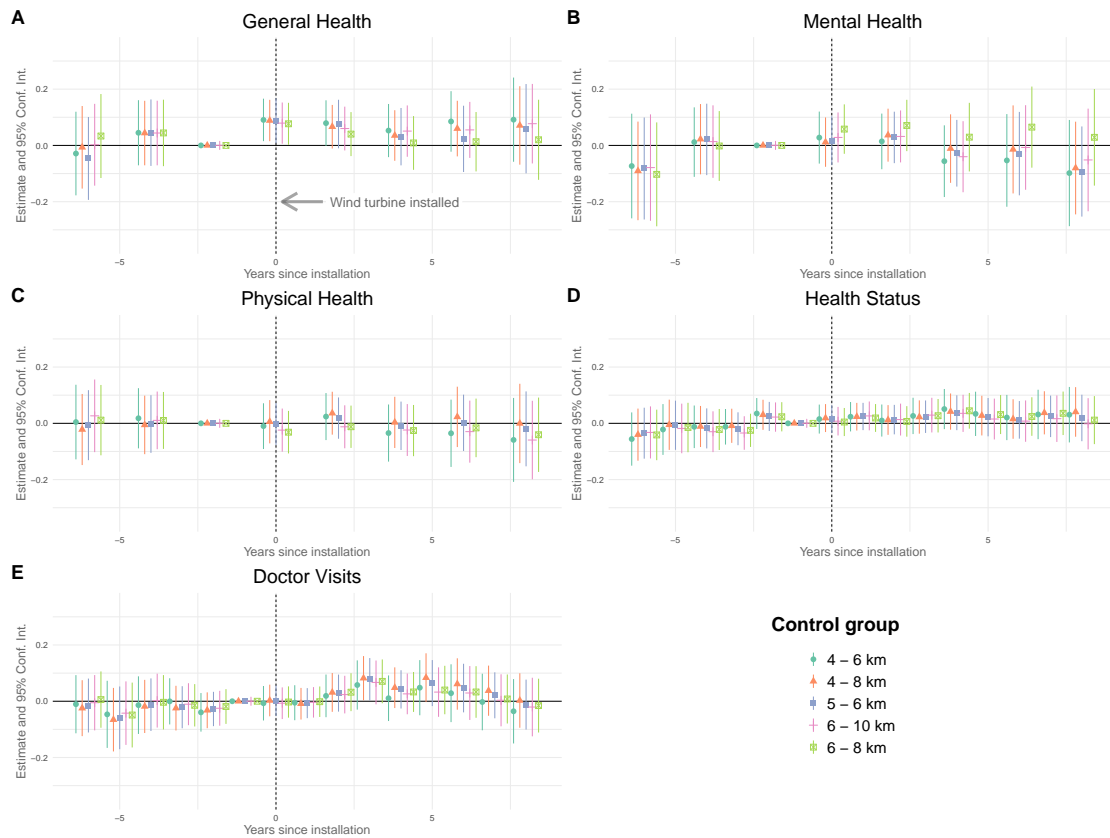 A
General Health
Estimate and 95% Conf. Int.
0.2
0.0
−0.2
Wind turbine installed
−5
0
5
Years since installation
B
Mental Health
Estimate and 95% Conf. Int.
0.2
0.0
−0.2
−5
0
5
Years since installation
C
Physical Health
Estimate and 95% Conf. Int.
0.2
0.0
−0.2
−5
0
5
Years since installation
D
Health Status
Estimate and 95% Conf. Int.
0.2
0.0
−0.2
−5
0
5
Years since installation
E
Doctor Visits
Estimate and 95% Conf. Int.
0.2
0.0
−0.2
−5
0
5
Years since installation
Control group
4 − 6 km
4 − 8 km
5 − 6 km
6 − 10 km
6 − 8 km